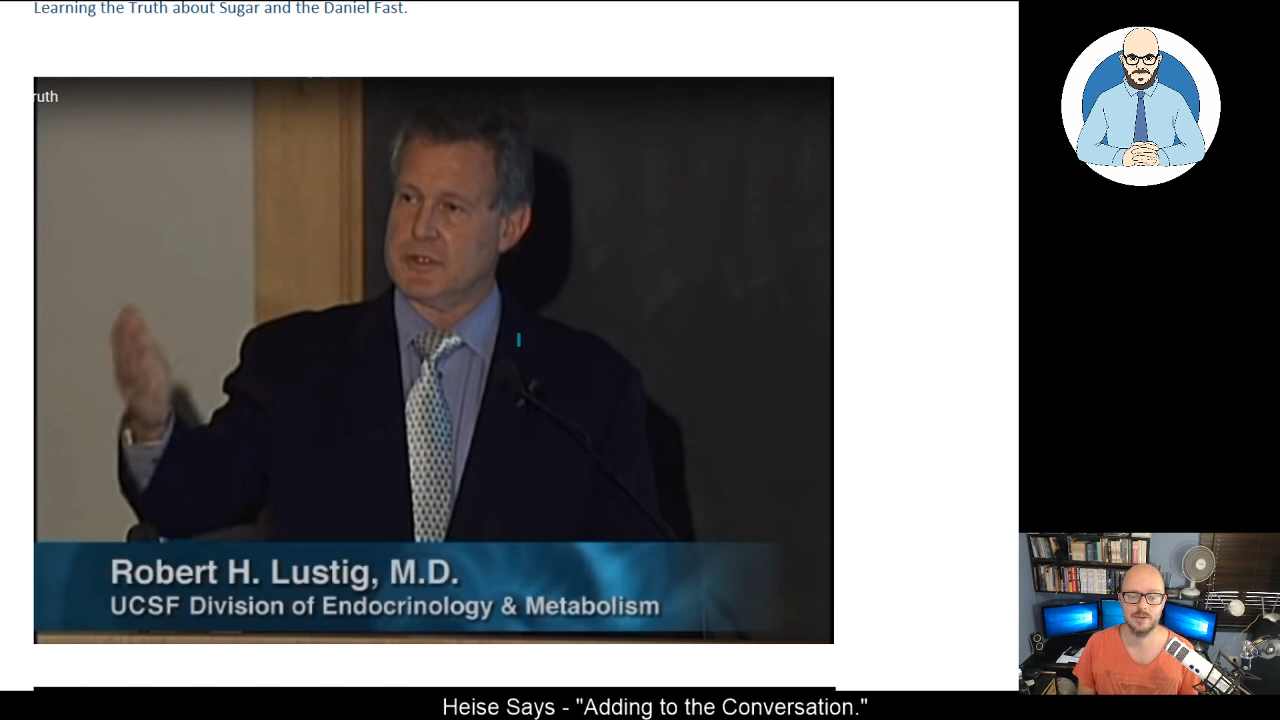 Learning the Truth about Sugar and the Daniel Fast.
ruth
Robert H. Lustig, M.D.
UCSF Division of Endocrinology & Metabolism
Heise Says - "Adding to the Conversation."